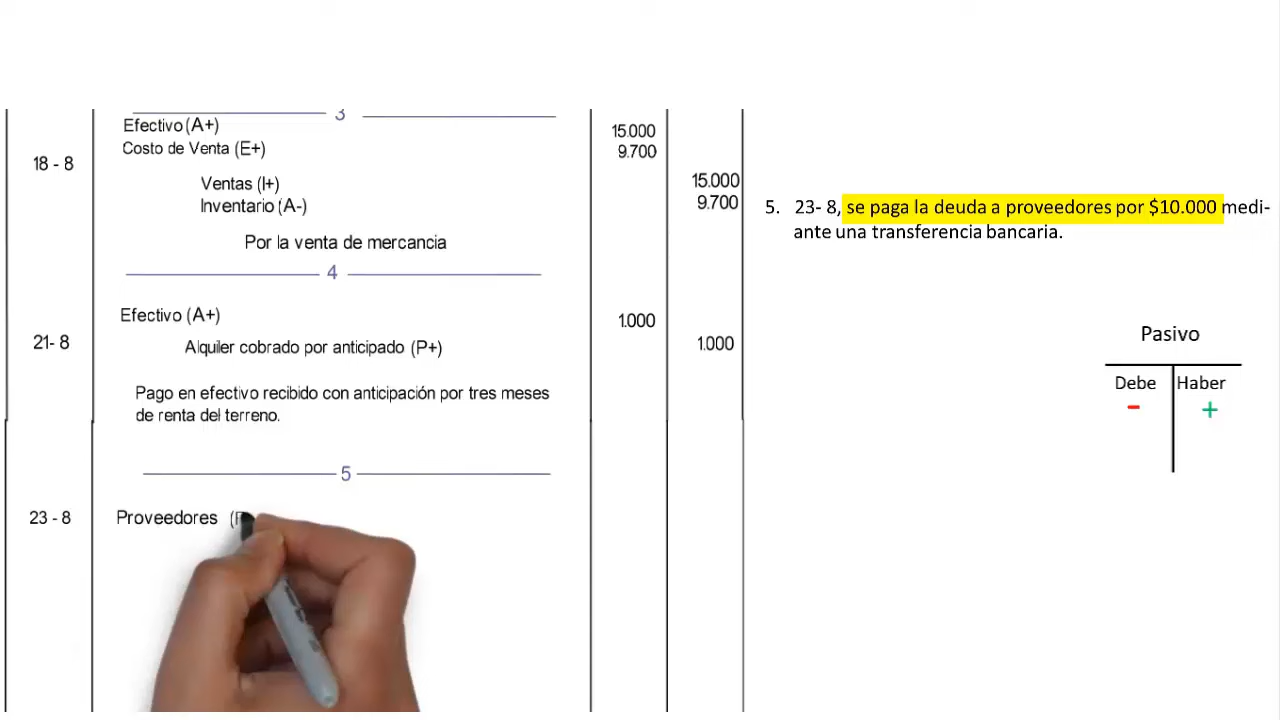 3
Efectivo (A+) 15.000
Costo de Venta (E+) 9.700
18 - 8
Ventas (I+) 15.000
Inventario (A-) 9.700
Por la venta de mercancia
4
Efectivo (A+) 1.000
21- 8
Alquiler cobrado por anticipado (P+) 1.000
Pago en efectivo recibido con anticipación por tres meses
de renta del terreno.
5
23 - 8 Proveedores (P
5. 23- 8, se paga la deuda a proveedores por $10.000 medi-
ante una transferencia bancaria.
Pasivo
Debe Haber
- +